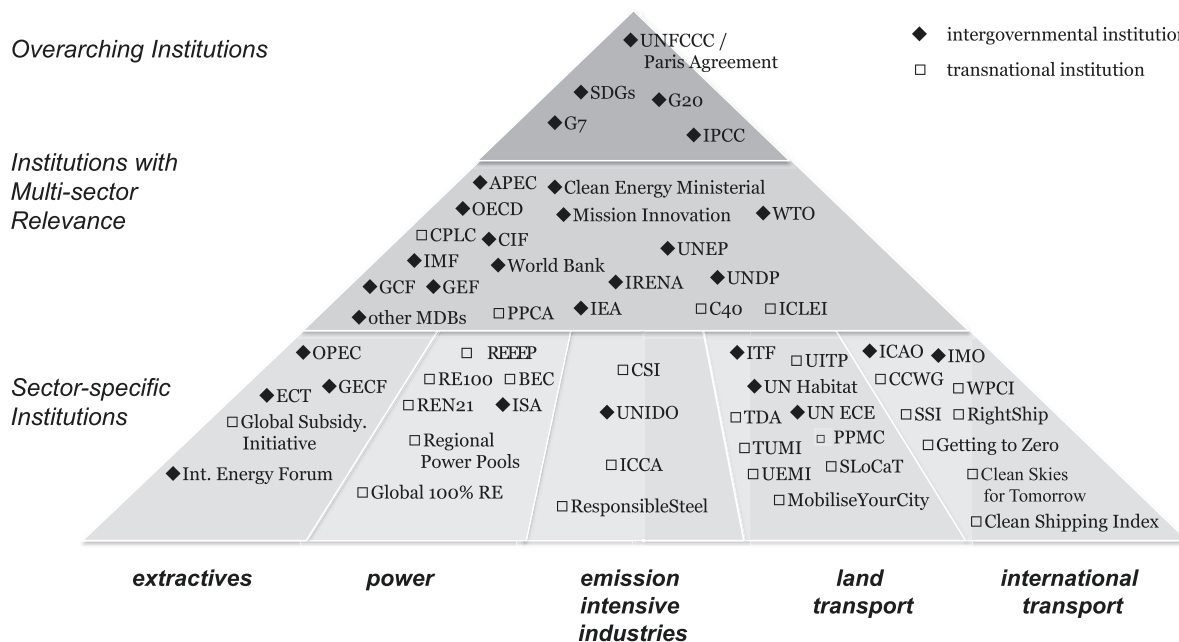 Overarching Institutions
◆ UNFCCC /
Paris Agreement
◆ SDGs
◆ G20
◆ G7
◆ IPCC
◆ intergovernmental institution
□ transnational institution
Institutions with
Multi-sector
Relevance
◆ APEC
◆ Clean Energy Ministerial
◆ OECD
◆ Mission Innovation
◆ WTO
□ CPLC
◆ CIF
◆ UNEP
◆ IMF
◆ World Bank
◆ IRENA
◆ UNDP
◆ GCF
◆ GEF
◆ IEA
□ C40
□ ICLEI
◆ other MDBs
□ PPCA
Sector-specific
Institutions
◆ OPEC
◆ ECT
◆ GECF
□ Global Subsidy.
Initiative
◆ Int. Energy Forum
□ REEEP
□ RE100
□ BEC
□ REN21
◆ ISA
□ Regional
Power Pools
□ Global 100% RE
□ CSI
◆ UNIDO
□ ICCA
□ ResponsibleSteel
◆ ITF
□ UITP
◆ UN Habitat
□ TDA
◆ UN ECE
□ PPMC
□ TUMI
□ SLoCaT
□ UEMI
□ MobiliseYourCity
◆ ICAO
◆ IMO
□ CCWG
□ WPCI
□ SSI
□ RightShip
□ Getting to Zero
□ Clean Skies
for Tomorrow
□ Clean Shipping Index
extractives
power
emission
intensive
industries
land
transport
international
transport